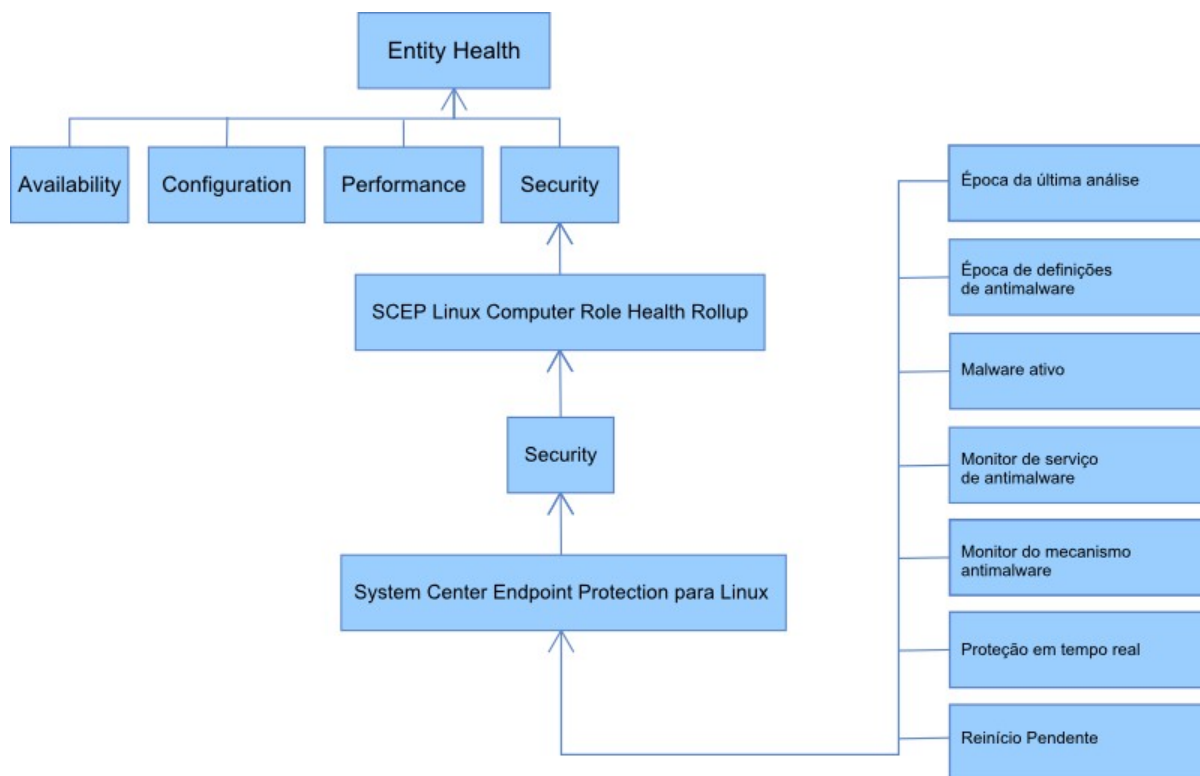 Entity Health
Availability
Configuration
Performance
Security
SCEP Linux Computer Role Health Rollup
Security
System Center Endpoint Protection para Linux
Época da última análise
Época de definições
de antimalware
Malware ativo
Monitor de serviço
de antimalware
Monitor do mecanismo
antimalware
Proteção em tempo real
Reinício Pendente